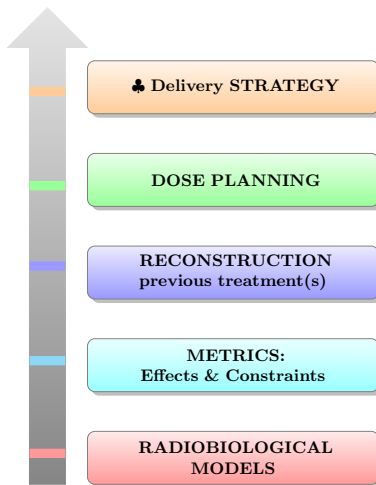 ♣ Delivery STRATEGY
DOSE PLANNING
RECONSTRUCTION
previous treatment(s)
METRICS:
Effects & Constraints
RADIOBIOLOGICAL
MODELS